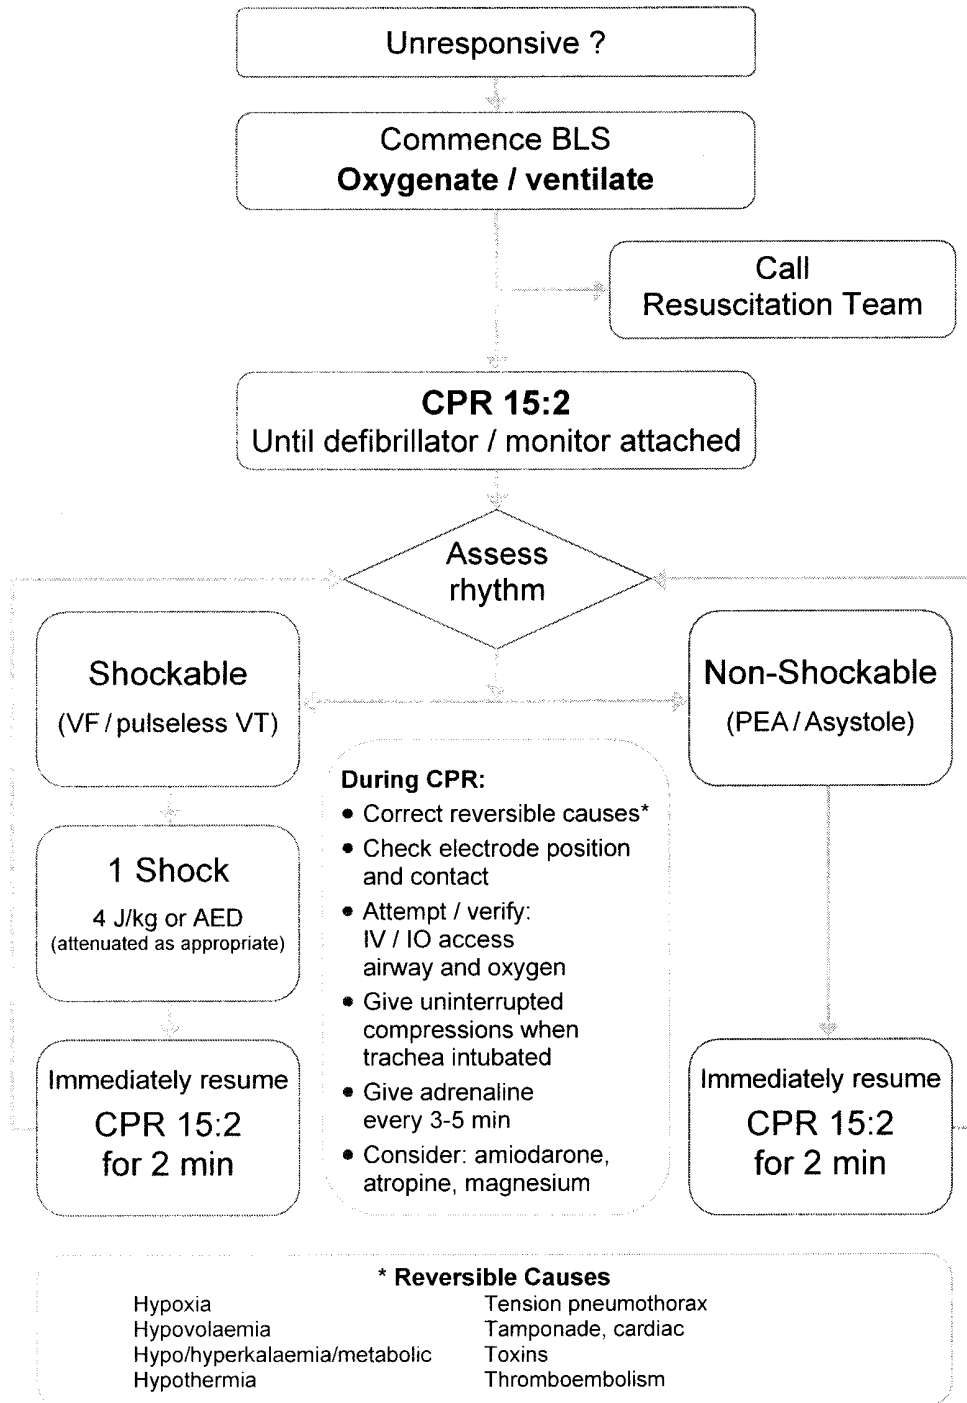 Unresponsive ?
Commence BLS
Oxygenate / ventilate
Call
Resuscitation Team
CPR 15:2
Until defibrillator / monitor attached
Assess
rhythm
Shockable
(VF / pulseless VT)
Non-Shockable
(PEA / Asystole)
1 Shock
4 J/kg or AED
(attenuated as appropriate)
Immediately resume
CPR 15:2
for 2 min
During CPR:
• Correct reversible causes*
• Check electrode position
and contact
• Attempt / verify:
IV / IO access
airway and oxygen
• Give uninterrupted
compressions when
trachea intubated
• Give adrenaline
every 3-5 min
• Consider: amiodarone,
atropine, magnesium
Immediately resume
CPR 15:2
for 2 min
* Reversible Causes
Hypoxia
Hypovolaemia
Hypo/hyperkalaemia/metabolic
Hypothermia
Tension pneumothorax
Tamponade, cardiac
Toxins
Thromboembolism